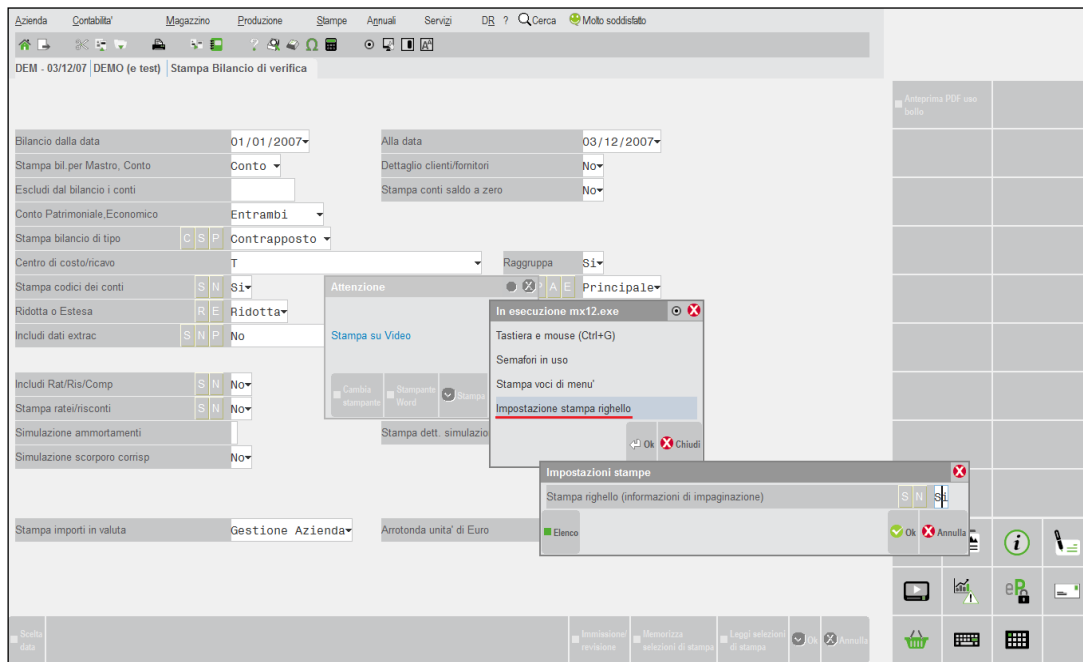 Azienda Contabilita' Magazzino Produzione Stampe Annuali Servizi DR ? Cerca Molto soddisfatto
DEM - 03/12/07 DEMO (e test) Stampa Bilancio di verifica
Anteprima PDF uso
bollo
Bilancio dalla data 01/01/2007 Alla data 03/12/2007
Stampa bil.per Mastro, Conto Conto Dettaglio clienti/fornitori No
Escludi dal bilancio i conti Stampa conti saldo a zero No
Conto Patrimoniale,Economico Entrambi
Stampa bilancio di tipo C S P Contrapposto
Centro di costo/ricavo T Raggruppa Si
Stampa codici dei conti S N Si P A E Principale
Ridotta o Estesa R E Ridotta
Includi dati extrac S N P No
Attenzione
Stampa su Video
Cambia
stampante
Stampante
Word
Stampa
In esecuzione mx12.exe
Tastiera e mouse (Ctrl+G)
Semafori in uso
Stampa voci di menu'
Impostazione stampa righello
Ok Chiudi
Includi Rat/Ris/Comp S N No
Stampa ratei/risconti S N No
Simulazione ammortamenti Stampa dett. simulazio
Simulazione scorporo corrisp No
Impostazioni stampe
Stampa righello (informazioni di impaginazione) S N Si
Elenco Ok Annulla
Stampa importi in valuta Gestione Azienda Arrotonda unita' di Euro
Scelta
data
Immissione/
revisione
Memorizza
selezioni di stampa
Leggi selezioni
di stampa
Ok Annulla